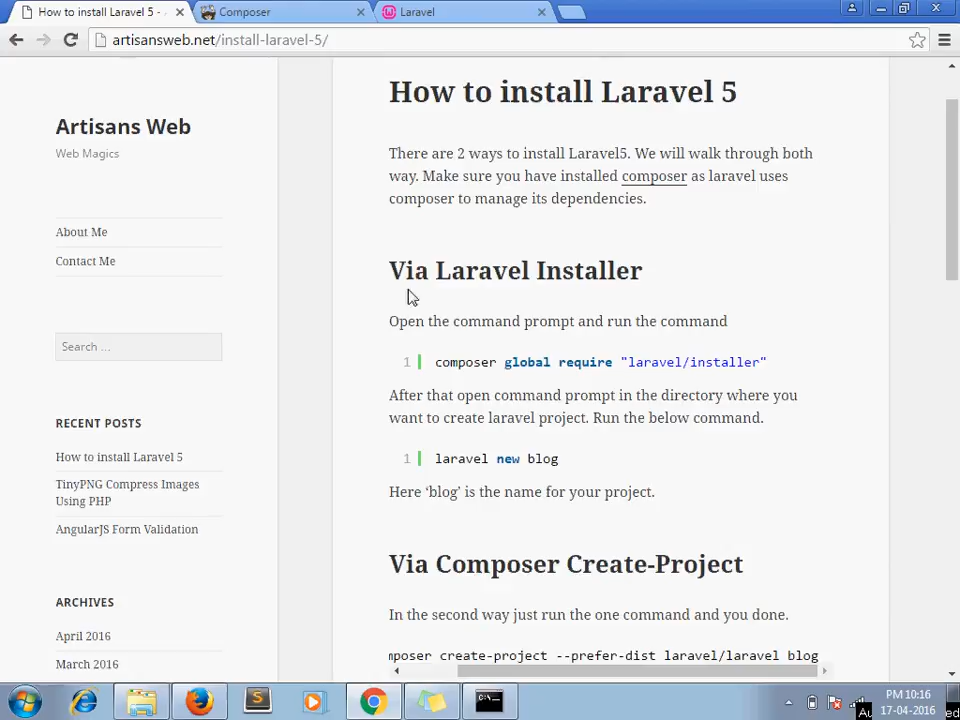 How to install Laravel 5 -
Composer
Laravel
artisansweb.net/install-laravel-5/
Artisans Web
Web Magics
About Me
Contact Me
Search ...
RECENT POSTS
How to install Laravel 5
TinyPNG Compress Images
Using PHP
AngularJS Form Validation
ARCHIVES
April 2016
March 2016
How to install Laravel 5
There are 2 ways to install Laravel5. We will walk through both
way. Make sure you have installed composer as laravel uses
composer to manage its dependencies.
Via Laravel Installer
Open the command prompt and run the command
1 composer global require "laravel/installer"
After that open command prompt in the directory where you
want to create laravel project. Run the below command.
1 laravel new blog
Here ‘blog’ is the name for your project.
Via Composer Create-Project
In the second way just run the one command and you done.
mposer create-project --prefer-dist laravel/laravel blog
PM 10:16
17-04-2016